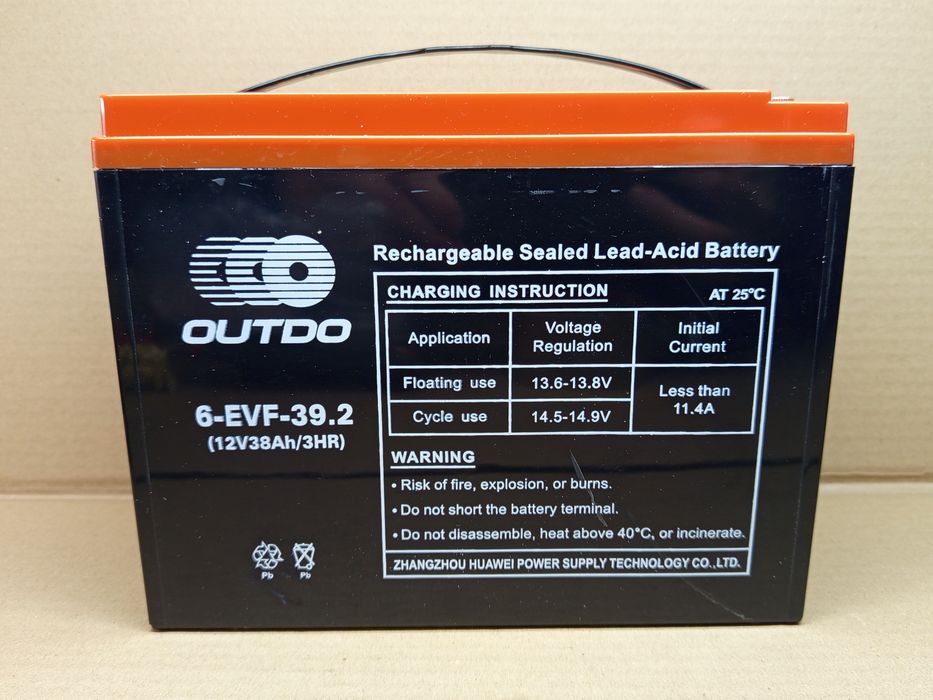 OUTDO
6-EVF-39.2
(12V38Ah/3HR)
Pb Pb
Rechargeable Sealed Lead-Acid Battery
CHARGING INSTRUCTION AT 25°C
Application Voltage Regulation Initial Current
Floating use 13.6-13.8V Less than 11.4A
Cycle use 14.5-14.9V
WARNING
• Risk of fire, explosion, or burns.
• Do not short the battery terminal.
• Do not disassemble, heat above 40°C, or incinerate.
ZHANGZHOU HUAWEI POWER SUPPLY TECHNOLOGY CO.,LTD.